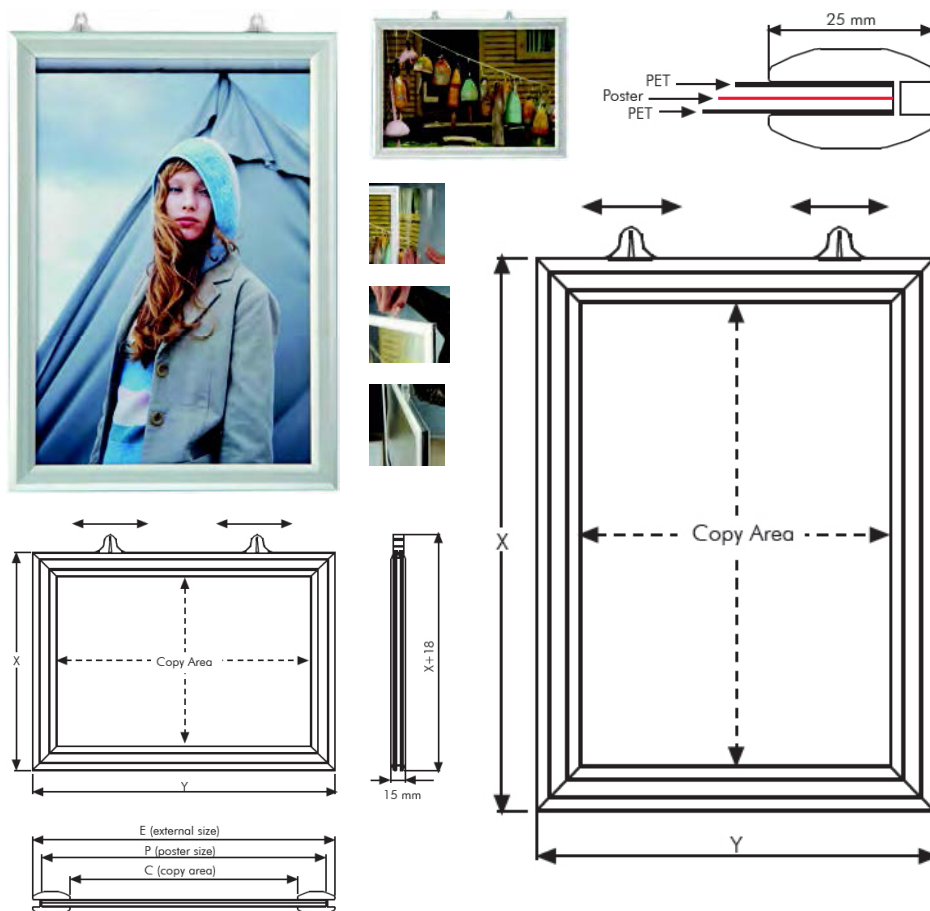 25 mm
PET
Poster
PET
X
Copy Area
Y
X
Copy Area
Y
X+18
15 mm
E (external size)
P (poster size)
C (copy area)